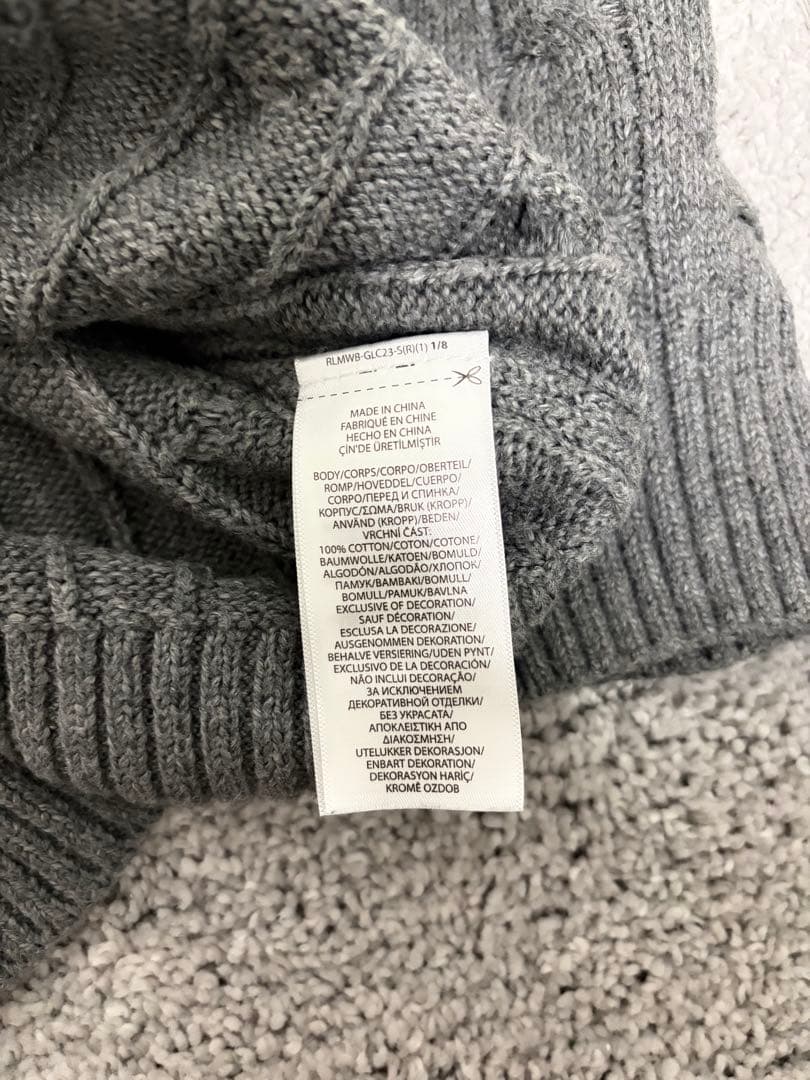 RLMWB-GLC23-S(R)(1) 1/8
MADE IN CHINA
FABRIQUÉ EN CHINE
HECHO EN CHINA
ÇİN'DE ÜRETİLMİŞTİR
BODY/CORPS/CORPO/OBERTEIL/
ROMP/HOVEDDEL/CUERPO/
CORPO/ПЕРЕД И СПИНКА/
КОРПУС/ΣΩΜΑ/BRUK (KROPP)/
ANVÄND (KROPP)/BEDEN/
VRCHNÍ ČÁST:
100% COTTON/COTON/COTONE/
BAUMWOLLE/KATOEN/BOMULD/
ALGODÓN/ALGODÃO/ХЛОПОК/
ПАМУК/ΒΑΜΒΑΚΙ/BOMULL/
BOMULL/PAMUK/BAVLNA
EXCLUSIVE OF DECORATION/
SAUF DÉCORATION/
ESCLUSA LA DECORAZIONE/
AUSGENOMMEN DEKORATION/
BEHALVE VERSIERING/UDEN PYNT/
EXCLUSIVO DE LA DECORACIÓN/
NÃO INCLUI DECORAÇÃO/
ЗА ИСКЛЮЧЕНИЕМ
ДЕКОРАТИВНОЙ ОТДЕЛКИ/
БЕЗ УКРАСАТА/
ΑΠΟΚΛΕΙΣΤΙΚΗ ΑΠΟ
ΔΙΑΚΟΣΜΗΣΗ/
UTELUKKER DEKORASJON/
ENBART DEKORATION/
DEKORASYON HARİÇ/
KROMĚ OZDOB